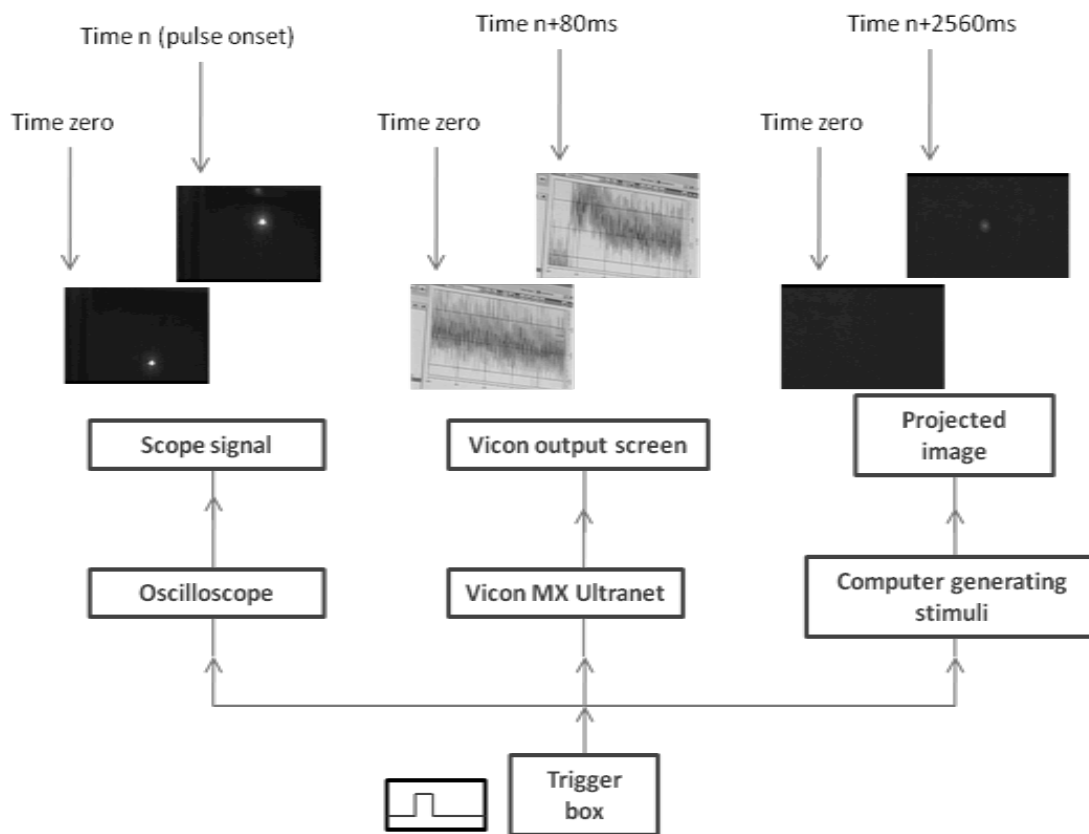 Time n (pulse onset)
Time n+80ms
Time n+2560ms
Time zero
Time zero
Time zero
Scope signal
Vicon output screen
Projected
image
Oscilloscope
Vicon MX Ultranet
Computer generating
stimuli
Trigger
box